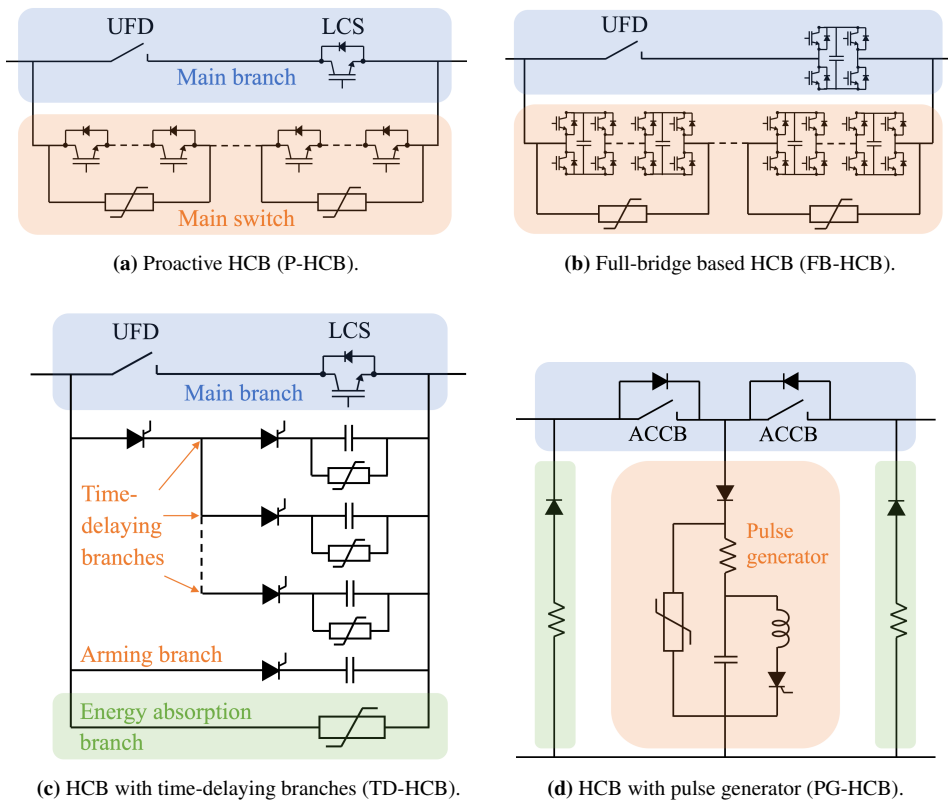 UFD
LCS
Main branch
Main switch
(a) Proactive HCB (P-HCB).
UFD
(b) Full-bridge based HCB (FB-HCB).
UFD
LCS
Main branch
Time-
delaying
branches
Arming branch
Energy absorption
branch
(c) HCB with time-delaying branches (TD-HCB).
ACCB
ACCB
Pulse
generator
(d) HCB with pulse generator (PG-HCB).